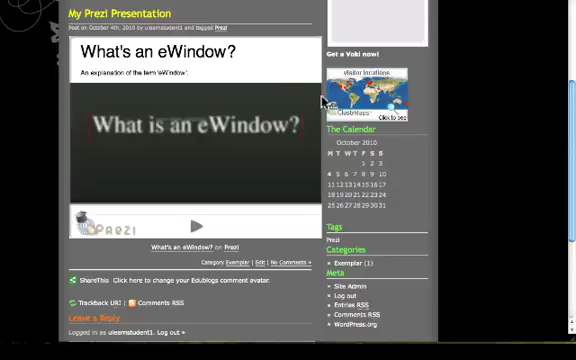 My Prezi Presentation
Post on October 4th, 2010 by ulearnstudent1 and tagged Prezi
What's an eWindow?
An explanation of the term 'eWindow'.
What is an eWindow?
PREZI
What's an eWindow? on Prezi
Category Exemplar | Edit | No Comments »
ShareThis Click here to change your Edublogs comment avatar.
Trackback URI | Comments RSS
Leave a Reply
Logged in as ulearnstudent1. Log out »
Get a Voki now!
Visitor locations
ClustrMaps
Click to see
The Calendar
October 2010
M T W T F S S
1 2 3
4 5 6 7 8 9 10
11 12 13 14 15 16 17
18 19 20 21 22 23 24
25 26 27 28 29 30 31
Tags
Prezi
Categories
Exemplar (1)
Meta
Site Admin
Log out
Entries RSS
Comments RSS
WordPress.org